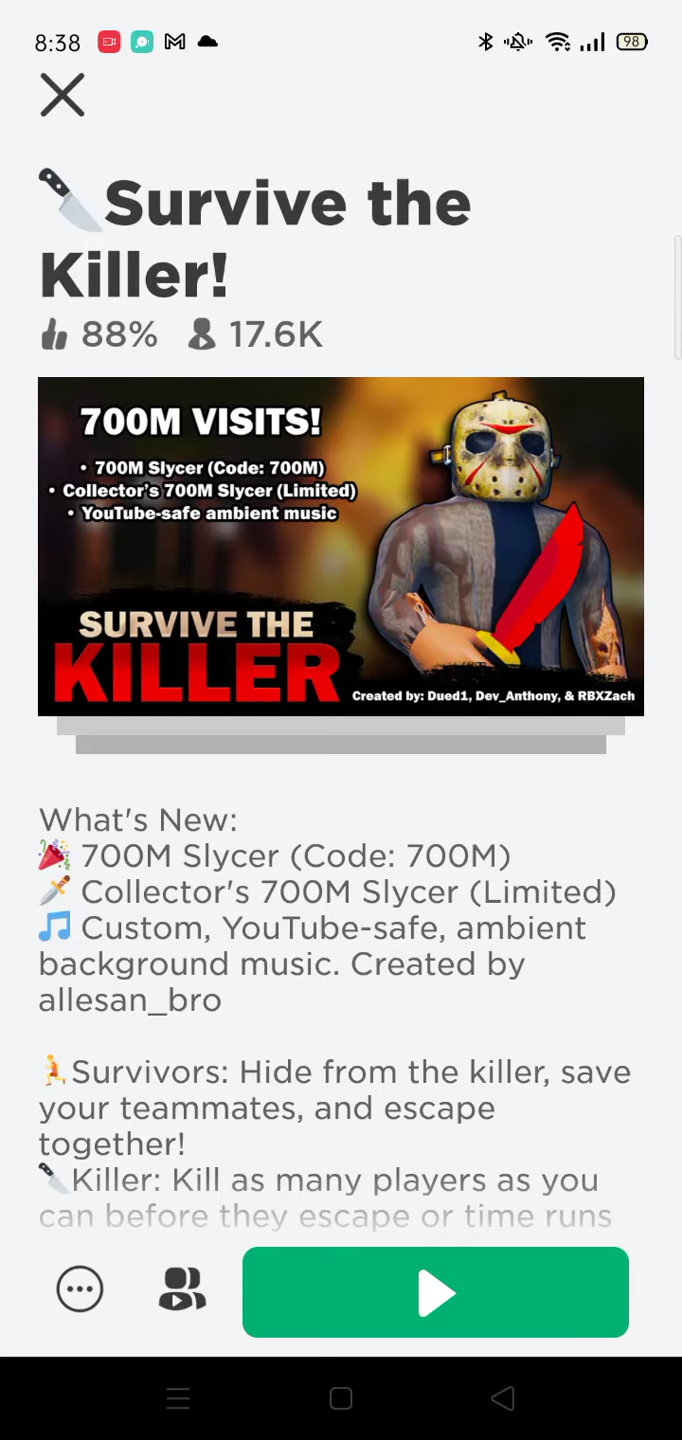 8:38
98
🔪Survive the
Killer!
88% 17.6K
700M VISITS!
• 700M Slycer (Code: 700M)
• Collector's 700M Slycer (Limited)
• YouTube-safe ambient music
SURVIVE THE
KILLER
Created by: Dued1, Dev_Anthony, & RBXZach
What's New:
🎉 700M Slycer (Code: 700M)
🗡️ Collector's 700M Slycer (Limited)
🎵 Custom, YouTube-safe, ambient
background music. Created by
allesan_bro
🏃Survivors: Hide from the killer, save
your teammates, and escape
together!
🔪Killer: Kill as many players as you
can before they escape or time runs